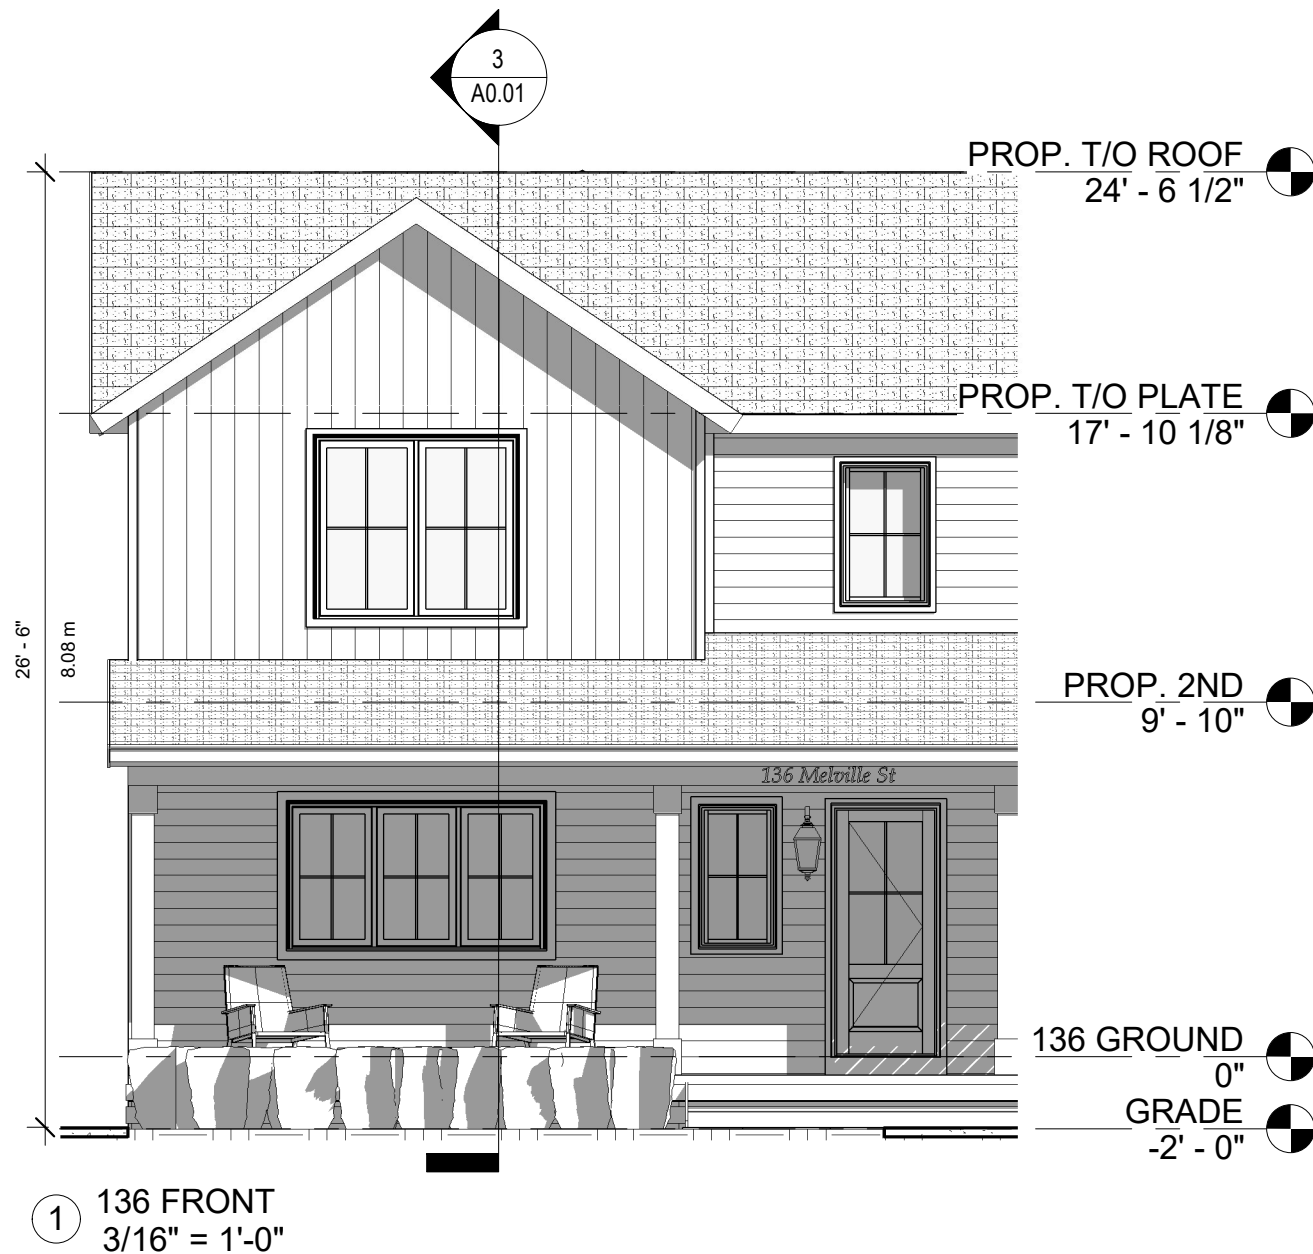 3
A0.01
PROP. T/O ROOF
24' - 6 1/2"
PROP. T/O PLATE
17' - 10 1/8"
26' - 6"
8.08 m
PROP. 2ND
9' - 10"
136 Melville St
136 GROUND
0"
GRADE
-2' - 0"
1
136 FRONT
3/16" = 1'-0"